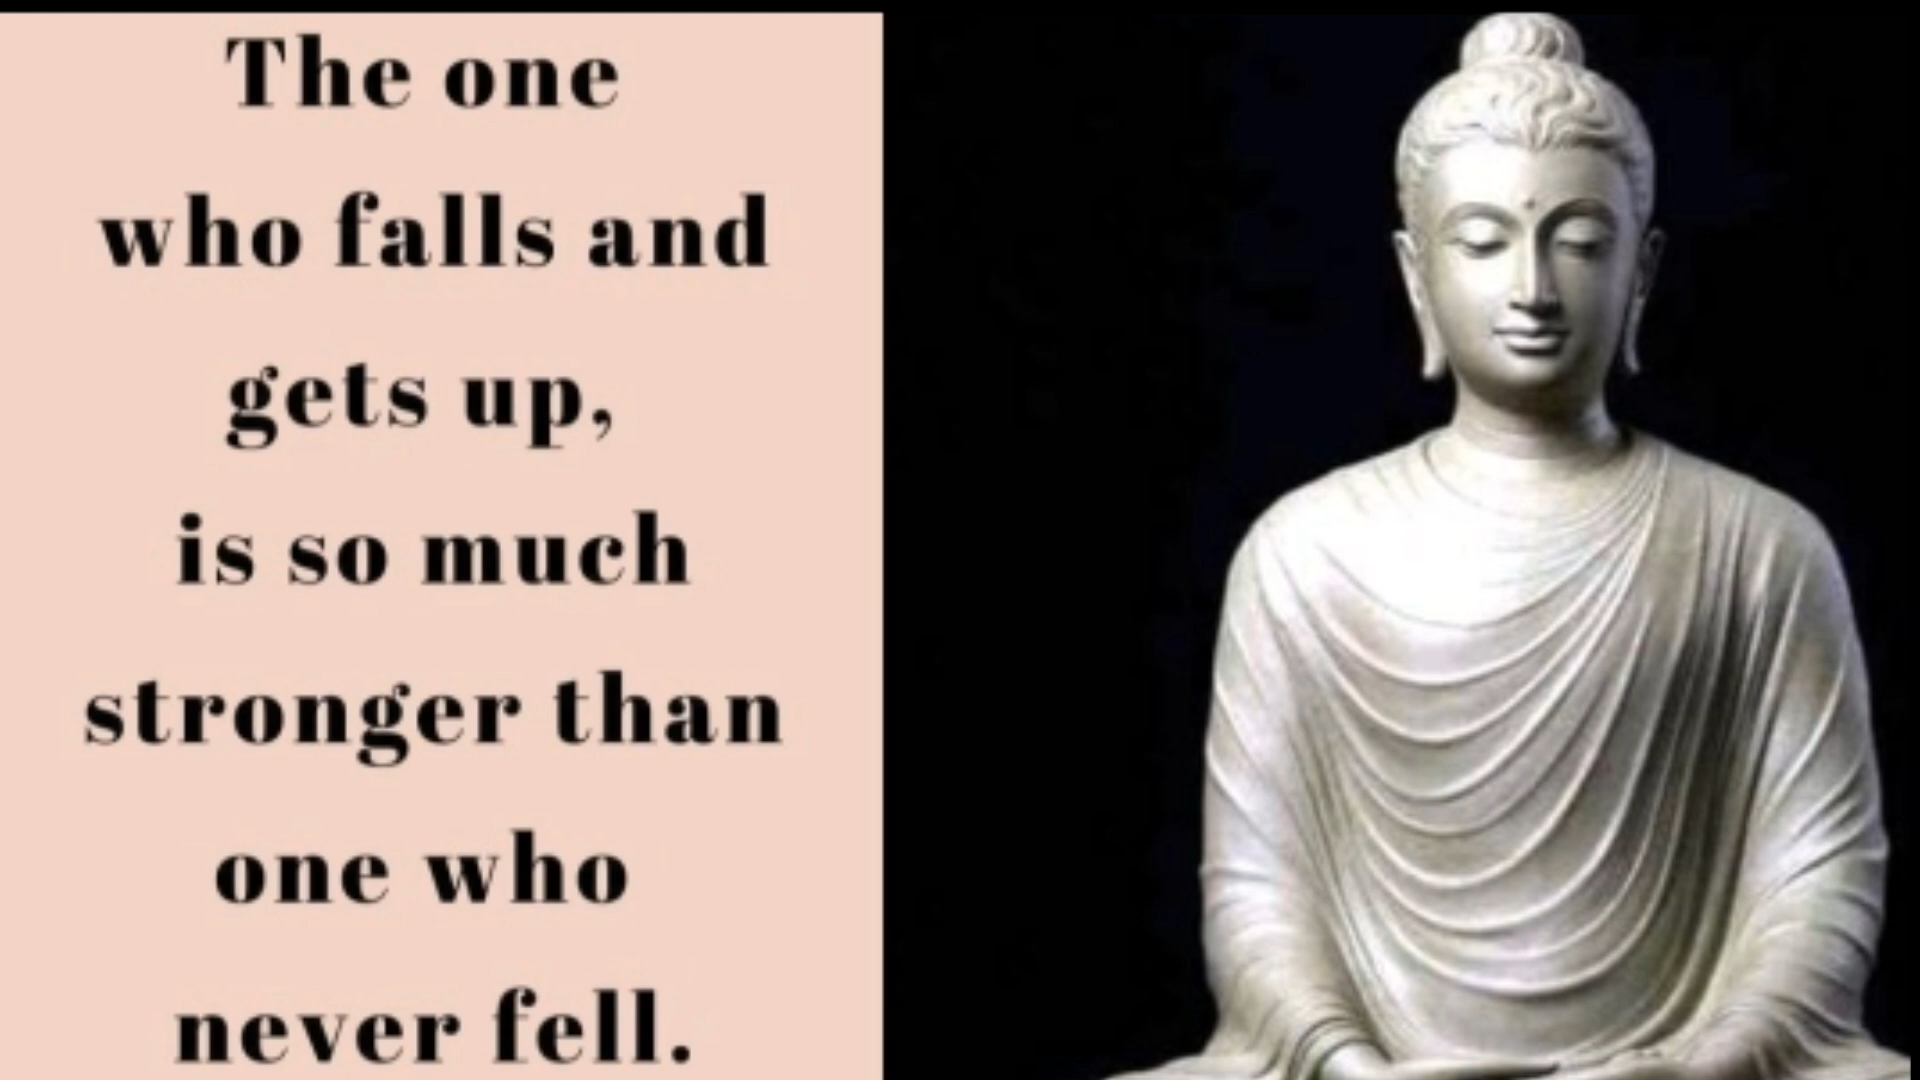 The one
who falls and
gets up,
is so much
stronger than
one who
never fell.